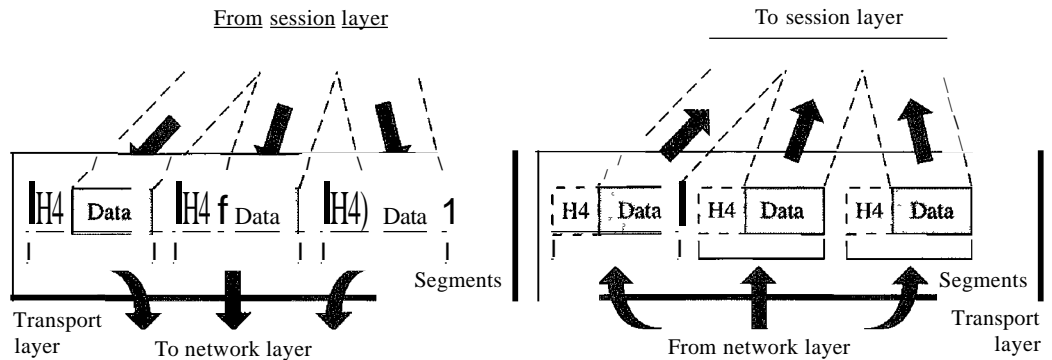 From session layer
H4 Data H4 Data H4 Data
Segments
Transport
layer
To network layer
To session layer
H4 Data H4 Data H4 Data
Segments
From network layer
Transport
layer